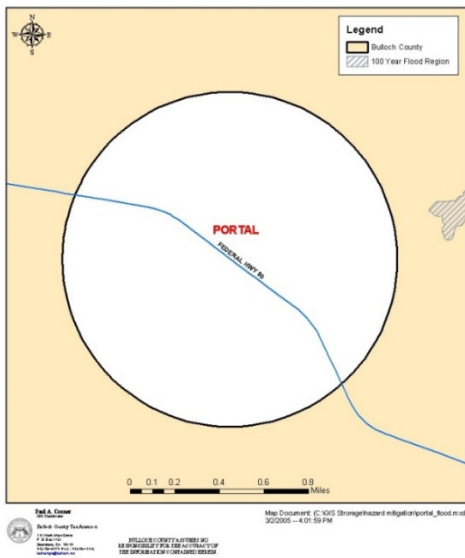 N
W E
S
Legend
Bulloch County
100 Year Flood Region
PORTAL
FEDERAL HWY 80
0 0.1 0.2 0.4 0.6 0.8
Miles
Bulloch County Tax Assessors
BULLOCH COUNTY ASSUMES NO
RESPONSIBILITY FOR THE ACCURACY OF
THE INFORMATION CONTAINED HEREIN.
Map Document: (C:\GIS Storage\hazard mitigation\portal_flood.mxd)
3/2/2005 -- 4:01:59 PM